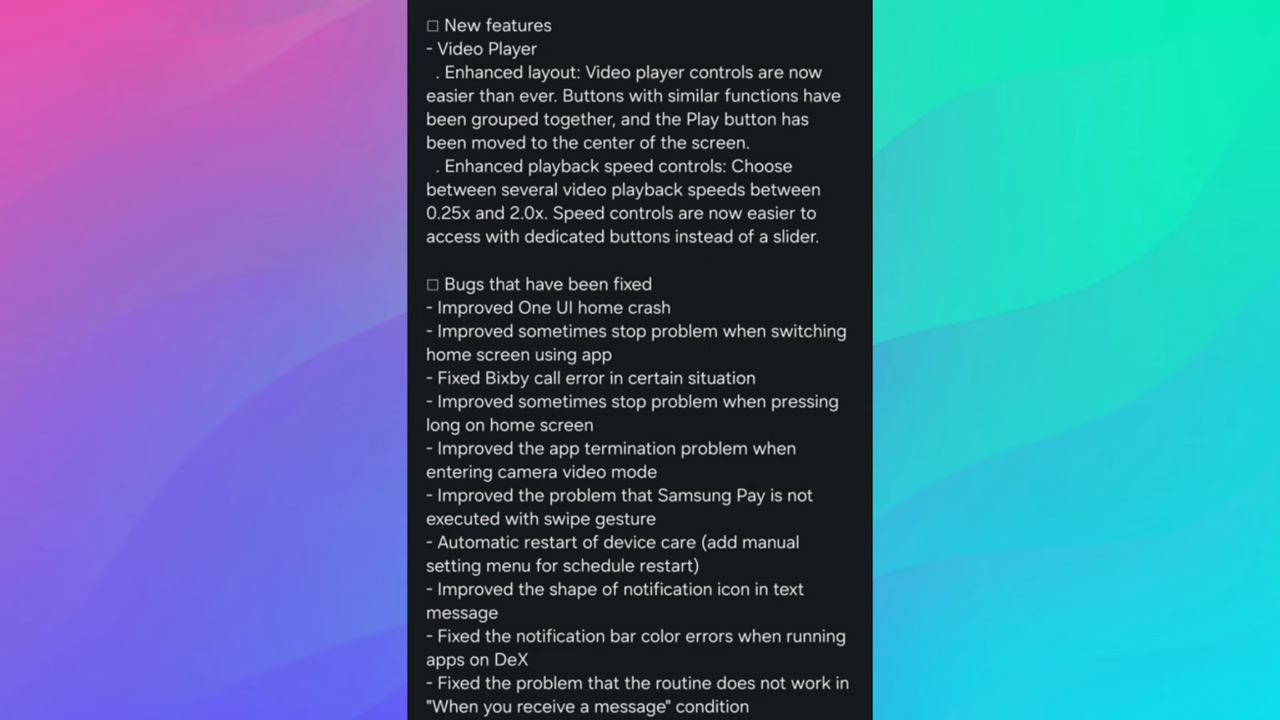 □ New features
- Video Player
. Enhanced layout: Video player controls are now
easier than ever. Buttons with similar functions have
been grouped together, and the Play button has
been moved to the center of the screen.
. Enhanced playback speed controls: Choose
between several video playback speeds between
0.25x and 2.0x. Speed controls are now easier to
access with dedicated buttons instead of a slider.
□ Bugs that have been fixed
- Improved One UI home crash
- Improved sometimes stop problem when switching
home screen using app
- Fixed Bixby call error in certain situation
- Improved sometimes stop problem when pressing
long on home screen
- Improved the app termination problem when
entering camera video mode
- Improved the problem that Samsung Pay is not
executed with swipe gesture
- Automatic restart of device care (add manual
setting menu for schedule restart)
- Improved the shape of notification icon in text
message
- Fixed the notification bar color errors when running
apps on DeX
- Fixed the problem that the routine does not work in
"When you receive a message" condition